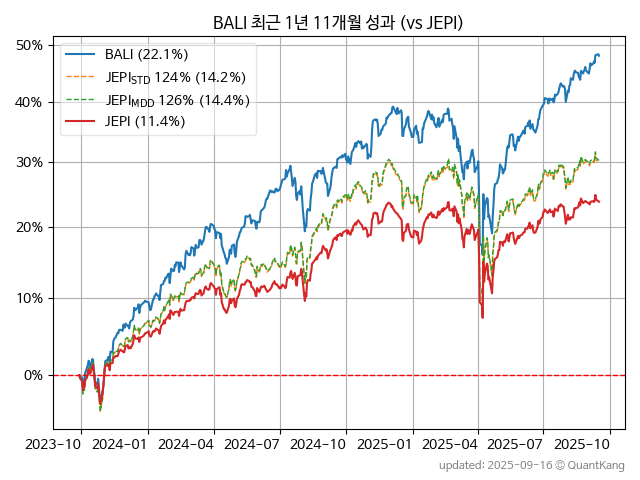 BALI 최근 1년 11개월 성과 (vs JEPI)
50%
40%
30%
20%
10%
0%
BALI (22.1%)
JEPI_STD 124% (14.2%)
JEPI_MDD 126% (14.4%)
JEPI (11.4%)
2023-10 2024-01 2024-04 2024-07 2024-10 2025-01 2025-04 2025-07 2025-10
updated: 2025-09-16 © QuantKang